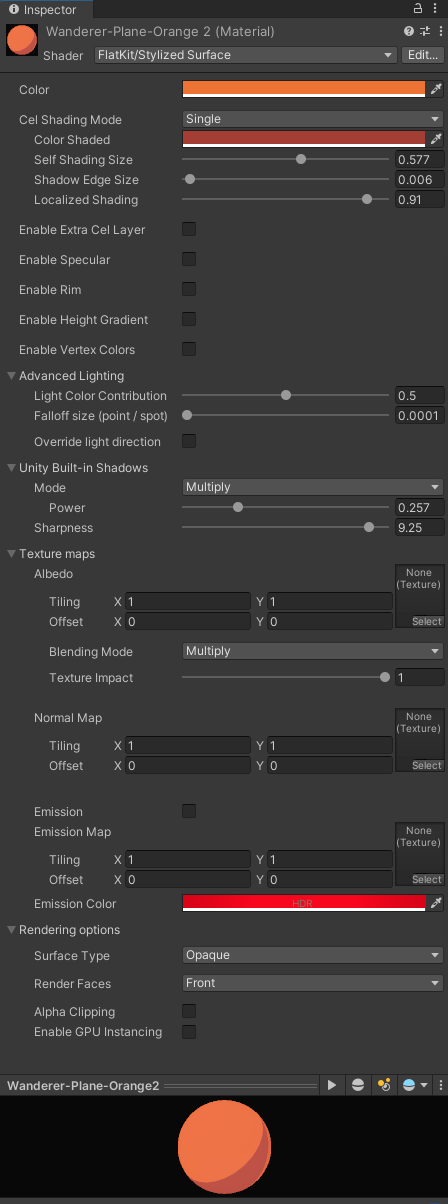 Inspector
Wanderer-Plane-Orange 2 (Material)
Shader FlatKit/Stylized Surface Edit...
Color
Cel Shading Mode Single
Color Shaded
Self Shading Size 0.577
Shadow Edge Size 0.006
Localized Shading 0.91
Enable Extra Cel Layer
Enable Specular
Enable Rim
Enable Height Gradient
Enable Vertex Colors
Advanced Lighting
Light Color Contribution 0.5
Falloff size (point / spot) 0.0001
Override light direction
Unity Built-in Shadows
Mode Multiply
Power 0.257
Sharpness 9.25
Texture maps
Albedo None (Texture)
Tiling X 1 Y 1
Offset X 0 Y 0 Select
Blending Mode Multiply
Texture Impact 1
Normal Map None (Texture)
Tiling X 1 Y 1
Offset X 0 Y 0 Select
Emission
Emission Map None (Texture)
Tiling X 1 Y 1
Offset X 0 Y 0 Select
Emission Color HDR
Rendering options
Surface Type Opaque
Render Faces Front
Alpha Clipping
Enable GPU Instancing
Wanderer-Plane-Orange2